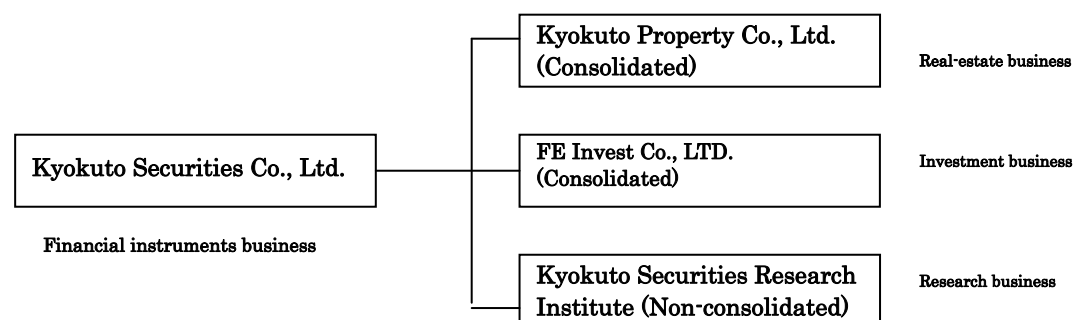 Kyokuto Property Co., Ltd.
(Consolidated)
Real-estate business
Kyokuto Securities Co., Ltd.
Financial instruments business
FE Invest Co., LTD.
(Consolidated)
Investment business
Kyokuto Securities Research
Institute (Non-consolidated)
Research business